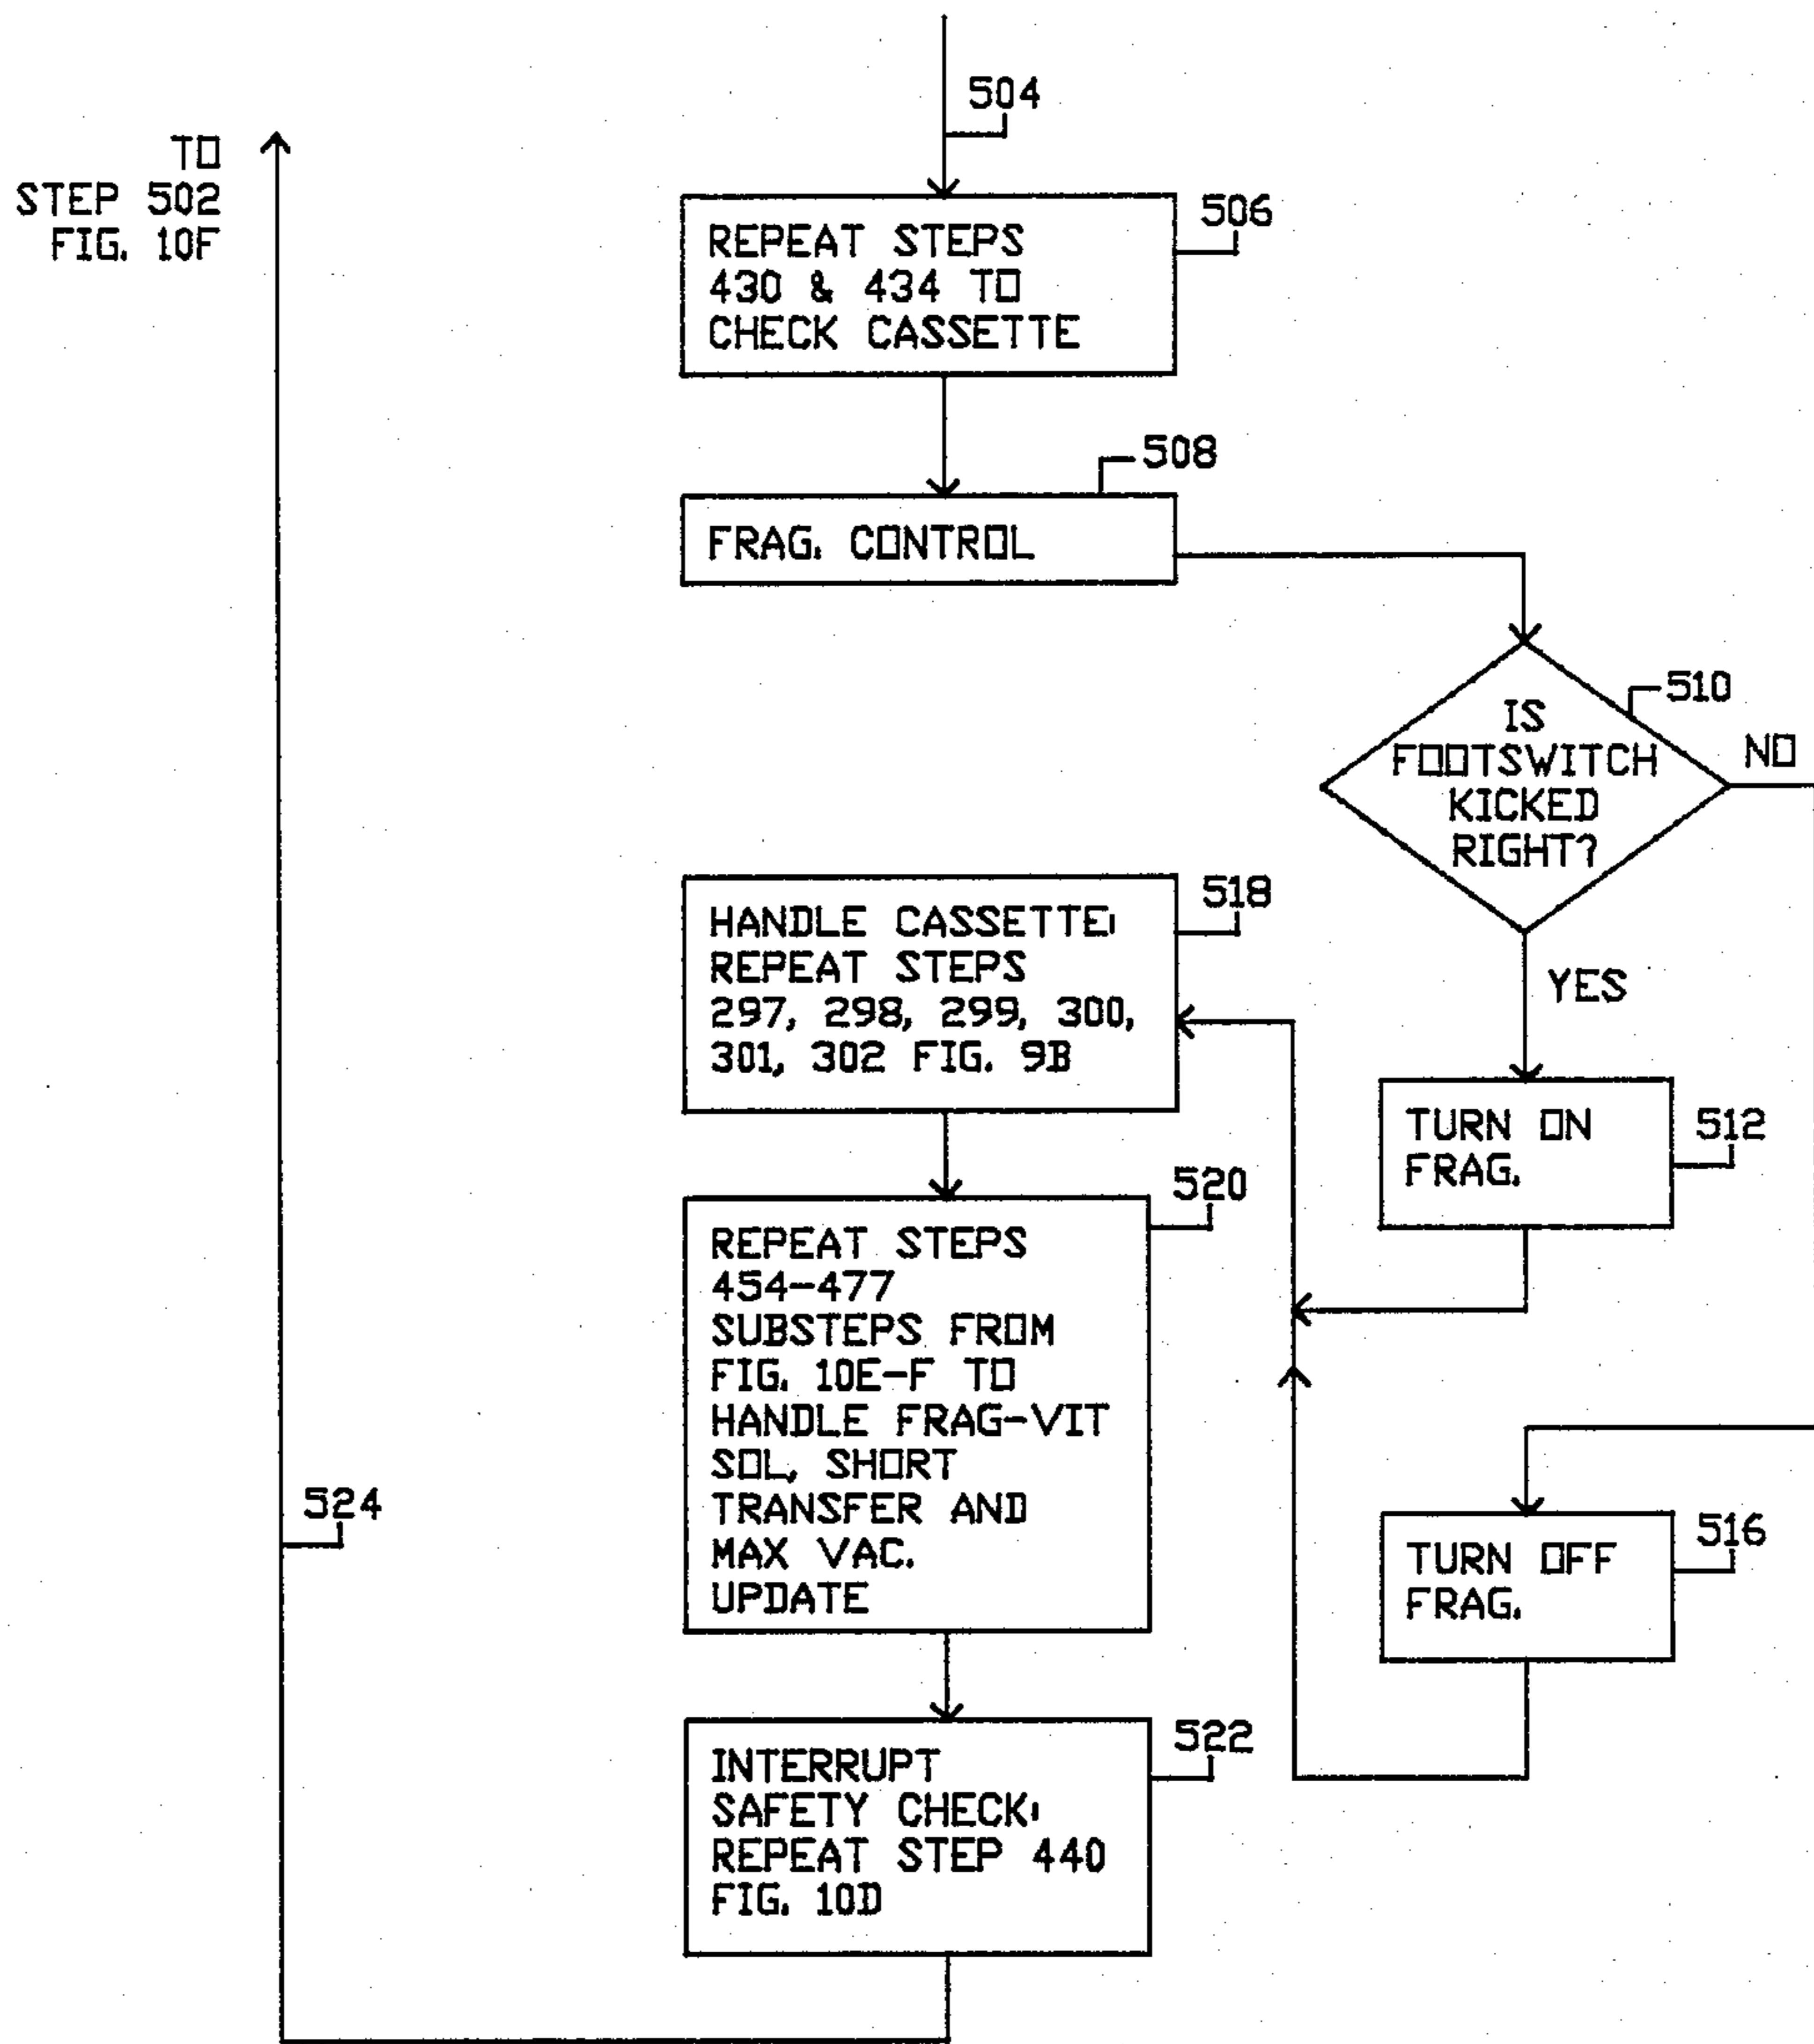 504
TO
STEP 502
FIG. 10F
506
REPEAT STEPS
430 & 434 TO
CHECK CASSETTE
508
FRAG. CONTROL
510
IS
FOOTSWITCH
KICKED
RIGHT?
NO
YES
512
TURN ON
FRAG.
516
TURN OFF
FRAG.
518
HANDLE CASSETTE:
REPEAT STEPS
297, 298, 299, 300,
301, 302 FIG. 9B
520
REPEAT STEPS
454-477
SUBSTEPS FROM
FIG. 10E-F TO
HANDLE FRAG-VIT
SOL, SHORT
TRANSFER AND
MAX VAC.
UPDATE
522
INTERRUPT
SAFETY CHECK:
REPEAT STEP 440
FIG. 10D
524